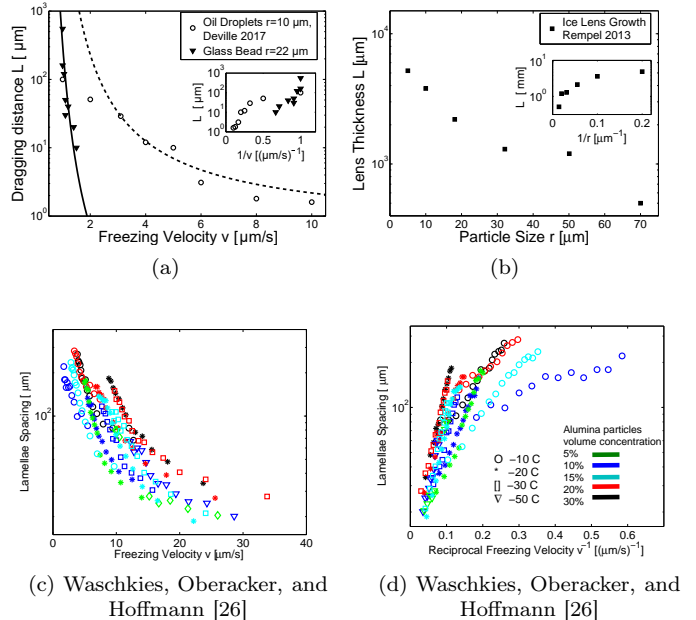 10³
10²
10¹
10⁰
Dragging distance L [ µm]
Oil Droplets r=10 µm,
Deville 2017
Glass Bead r=22 µm
L [ µm]
10³
10²
10¹
10⁰
0 0.5 1
1/v [(µm/s)⁻¹
2 4 6 8 10
Freezing Velocity v [ µm/s]
(a)
Lens Thickness L [ µm]
10⁴
10³
Ice Lens Growth
Rempel 2013
L [ mm]
10⁰
0 0.1 0.2
1/r [µm⁻¹]
10 20 30 40 50 60 70
Particle Size r [µm]
(b)
Lamellae Spacing [ µm]
10²
0 10 20 30 40
Freezing Velocity v [µm/s]
(c) Waschkies, Oberacker, and
Hoffmann [26]
Lamellae Spacing [ µm]
10²
O −10 C
* −20 C
[] −30 C
∇ −50 C
Alumina particles
volume concentration
5%
10%
15%
20%
30%
0 0.1 0.2 0.3 0.4 0.5 0.6
Reciprocal Freezing Velocity v⁻¹ [(µm/s)⁻¹]
(d) Waschkies, Oberacker, and
Hoffmann [26]